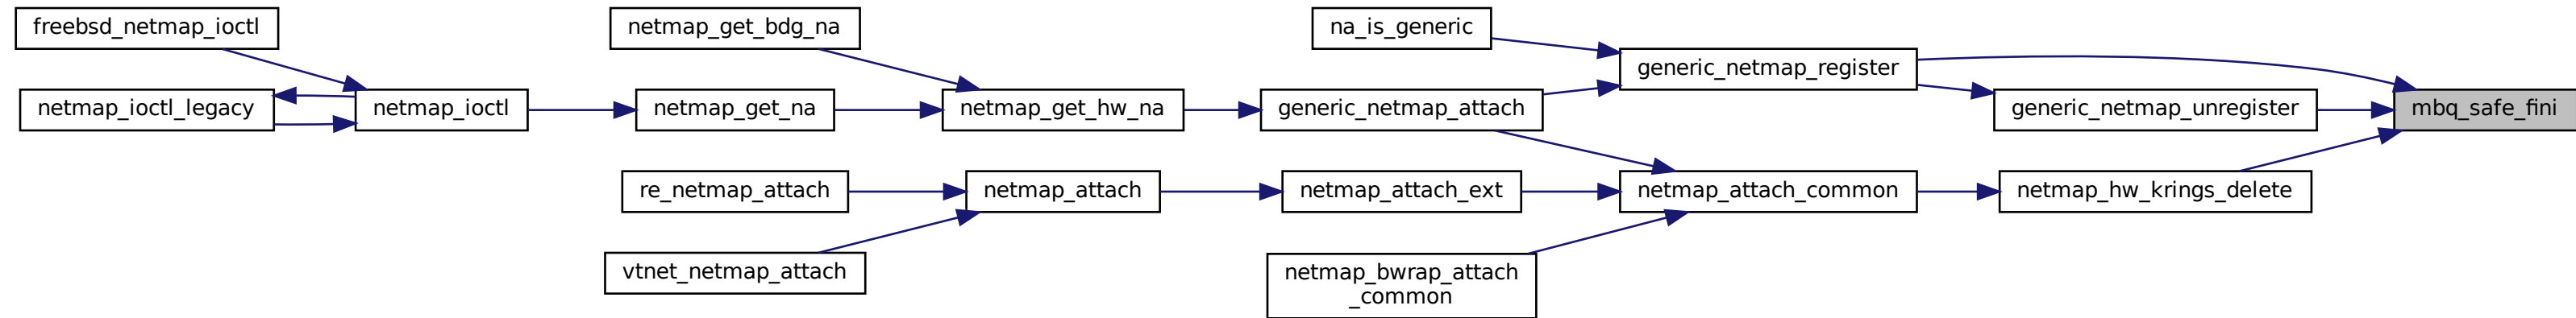 freebsd_netmap_ioctl
netmap_get_bdg_na
na_is_generic
generic_netmap_register
netmap_ioctl_legacy
netmap_ioctl
netmap_get_na
netmap_get_hw_na
generic_netmap_attach
generic_netmap_unregister
mbq_safe_fini
re_netmap_attach
netmap_attach
netmap_attach_ext
netmap_attach_common
netmap_hw_krings_delete
vtnet_netmap_attach
netmap_bwrap_attach
_common